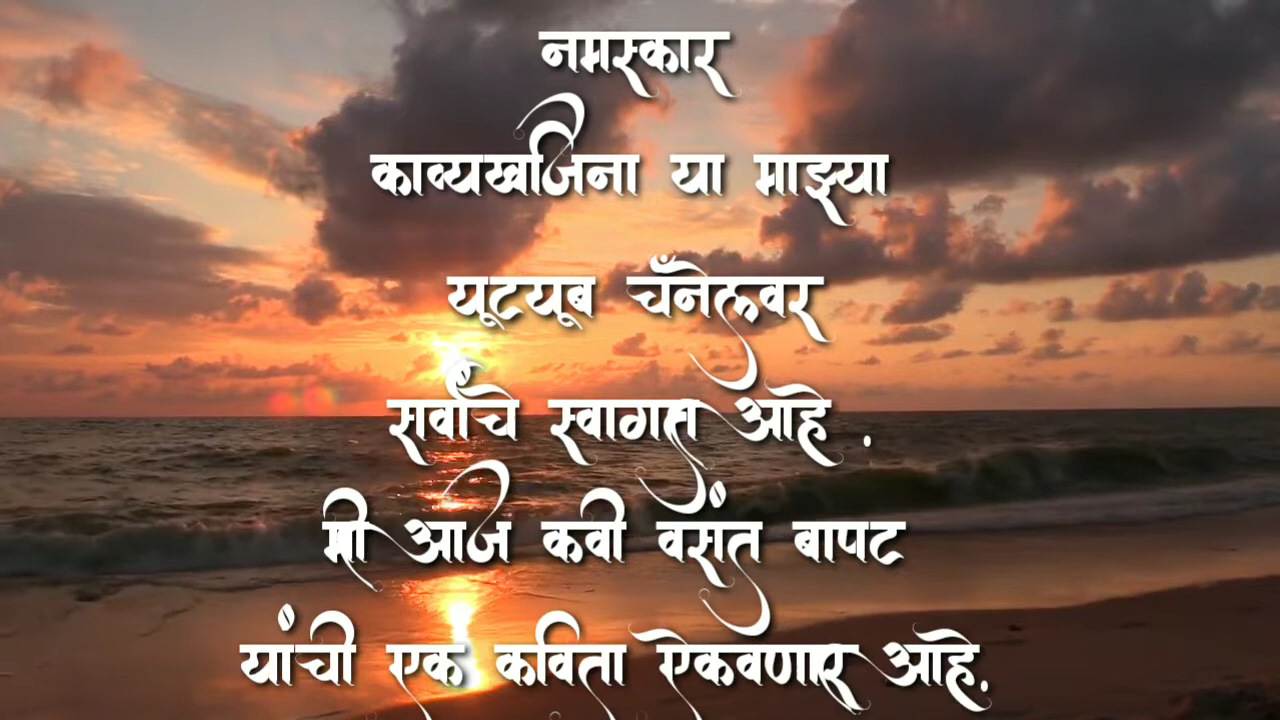 नमस्कार
काव्यखजिना या माझ्या
यूटयूब चॅंनेलवर
सर्वांचे स्वागत आहे .
मी आज कवी वसंत बापट
यांची एक कविता ऐकवणार आहे.